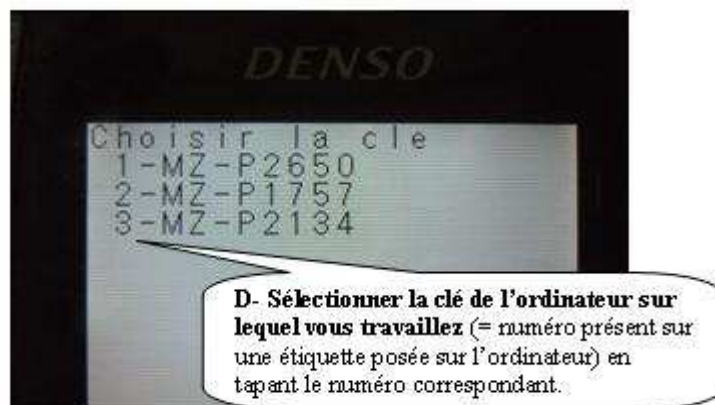 DENSO
Choisir la cle
1-MZ-P2650
2-MZ-P1757
3-MZ-P2134
D- Sélectionner la clé de l'ordinateur sur
lequel vous travaillez (= numéro présent sur
une étiquette posée sur l'ordinateur) en
tapant le numéro correspondant.